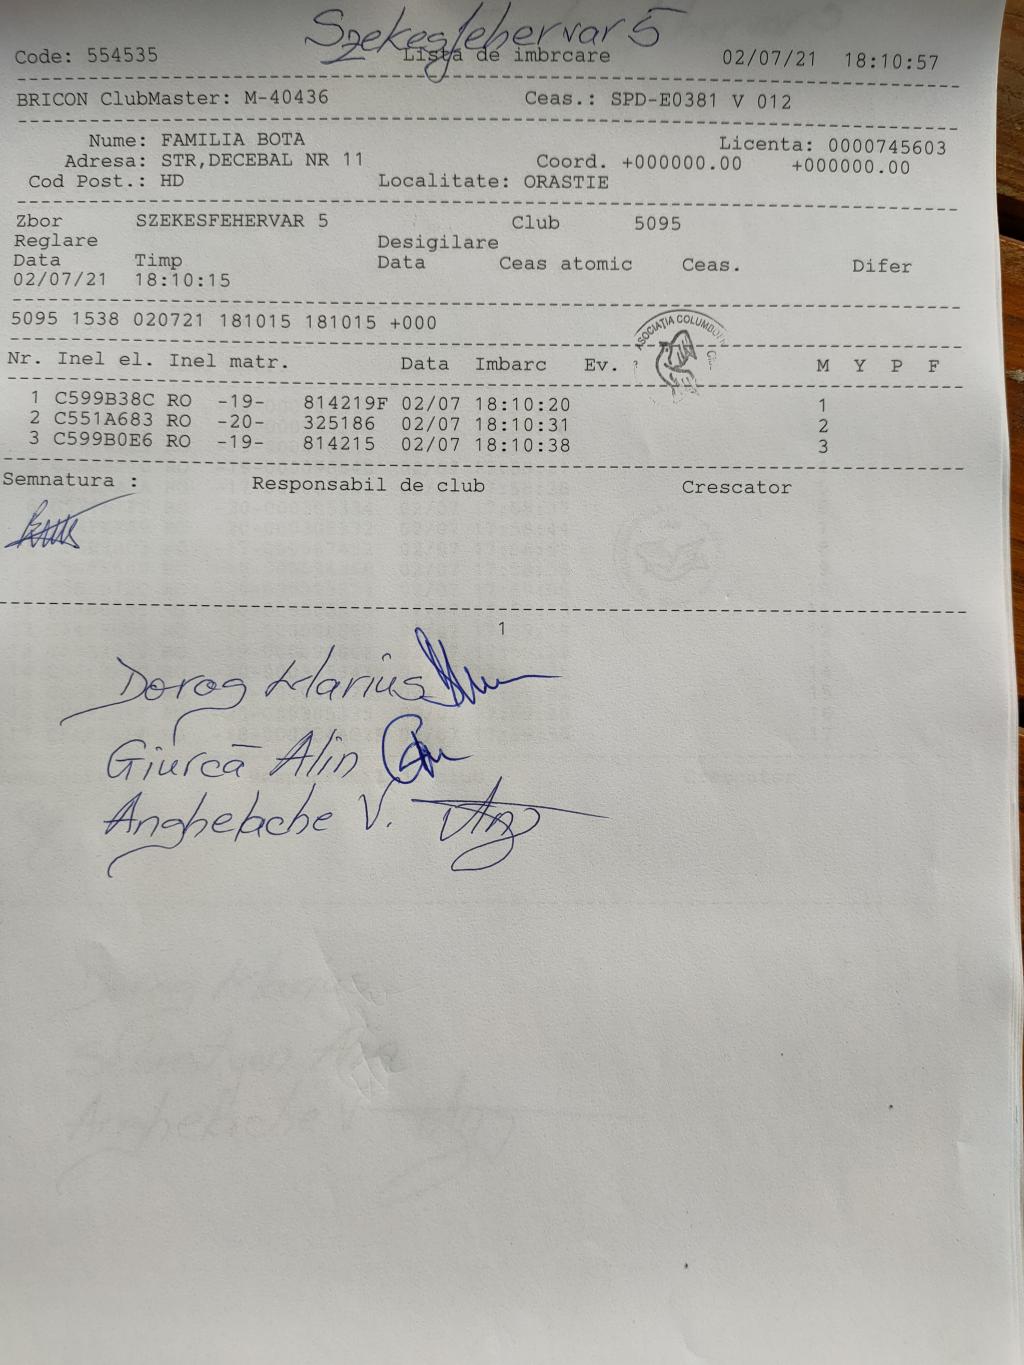 Szekesfehervar 5
Code: 554535 Lista de imbrcare 02/07/21 18:10:57
BRICON ClubMaster: M-40436 Ceas.: SPD-E0381 V 012
Nume: FAMILIA BOTA Licenta: 0000745603
Adresa: STR,DECEBAL NR 11 Coord. +000000.00 +000000.00
Cod Post.: HD Localitate: ORASTIE
Zbor SZEKESFEHERVAR 5 Club 5095
Reglare Desigilare
Data Timp Data Ceas atomic Ceas. Difer
02/07/21 18:10:15
5095 1538 020721 181015 181015 +000
ASOCIATIA
Nr. Inel el. Inel matr. Data Imbarc Ev. ? M Y P F
1 C599B38C RO -19- 814219F 02/07 18:10:20 1
2 C551A683 RO -20- 325186 02/07 18:10:31 2
3 C599B0E6 RO -19- 814215 02/07 18:10:38 3
Semnatura : Responsabil de club Crescator
1
Dorog Marius
Giurcă Alin
Anghelache V.